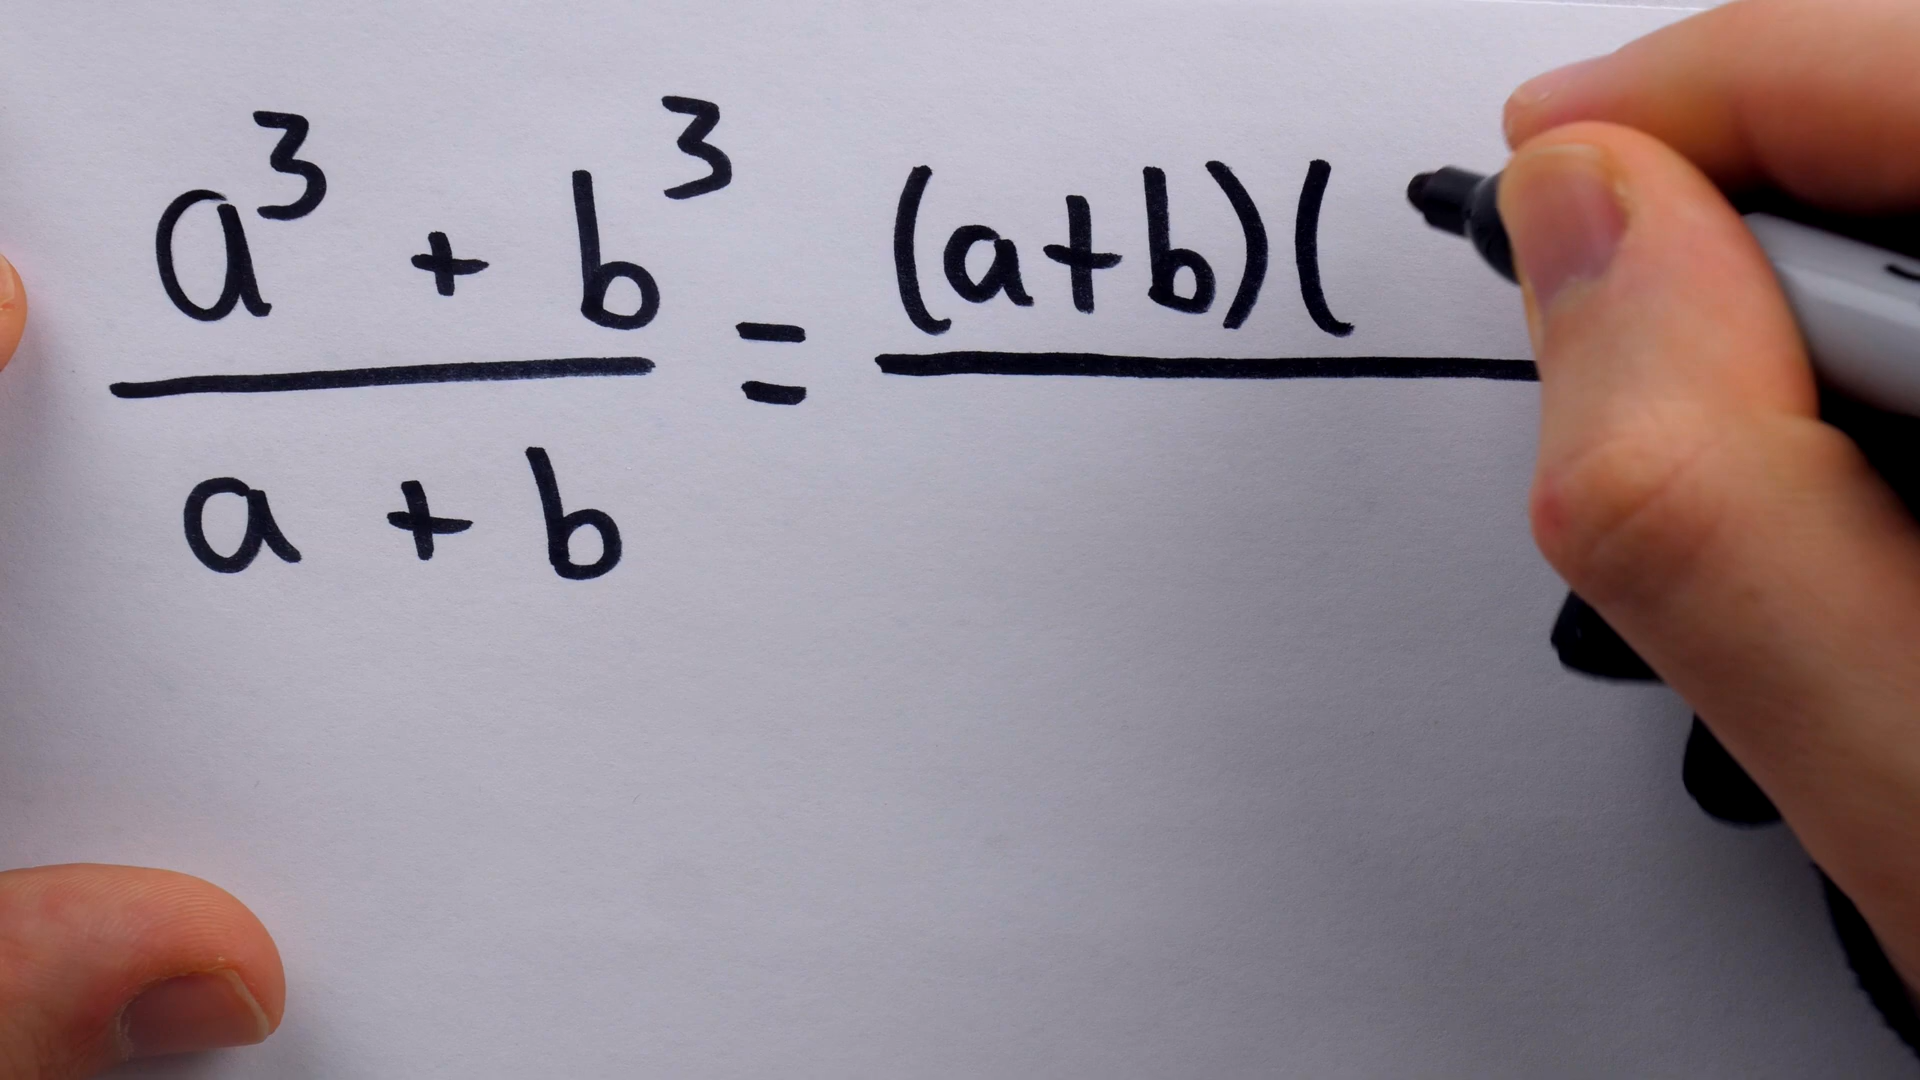 a³ + b³ = (a+b)(
a + b